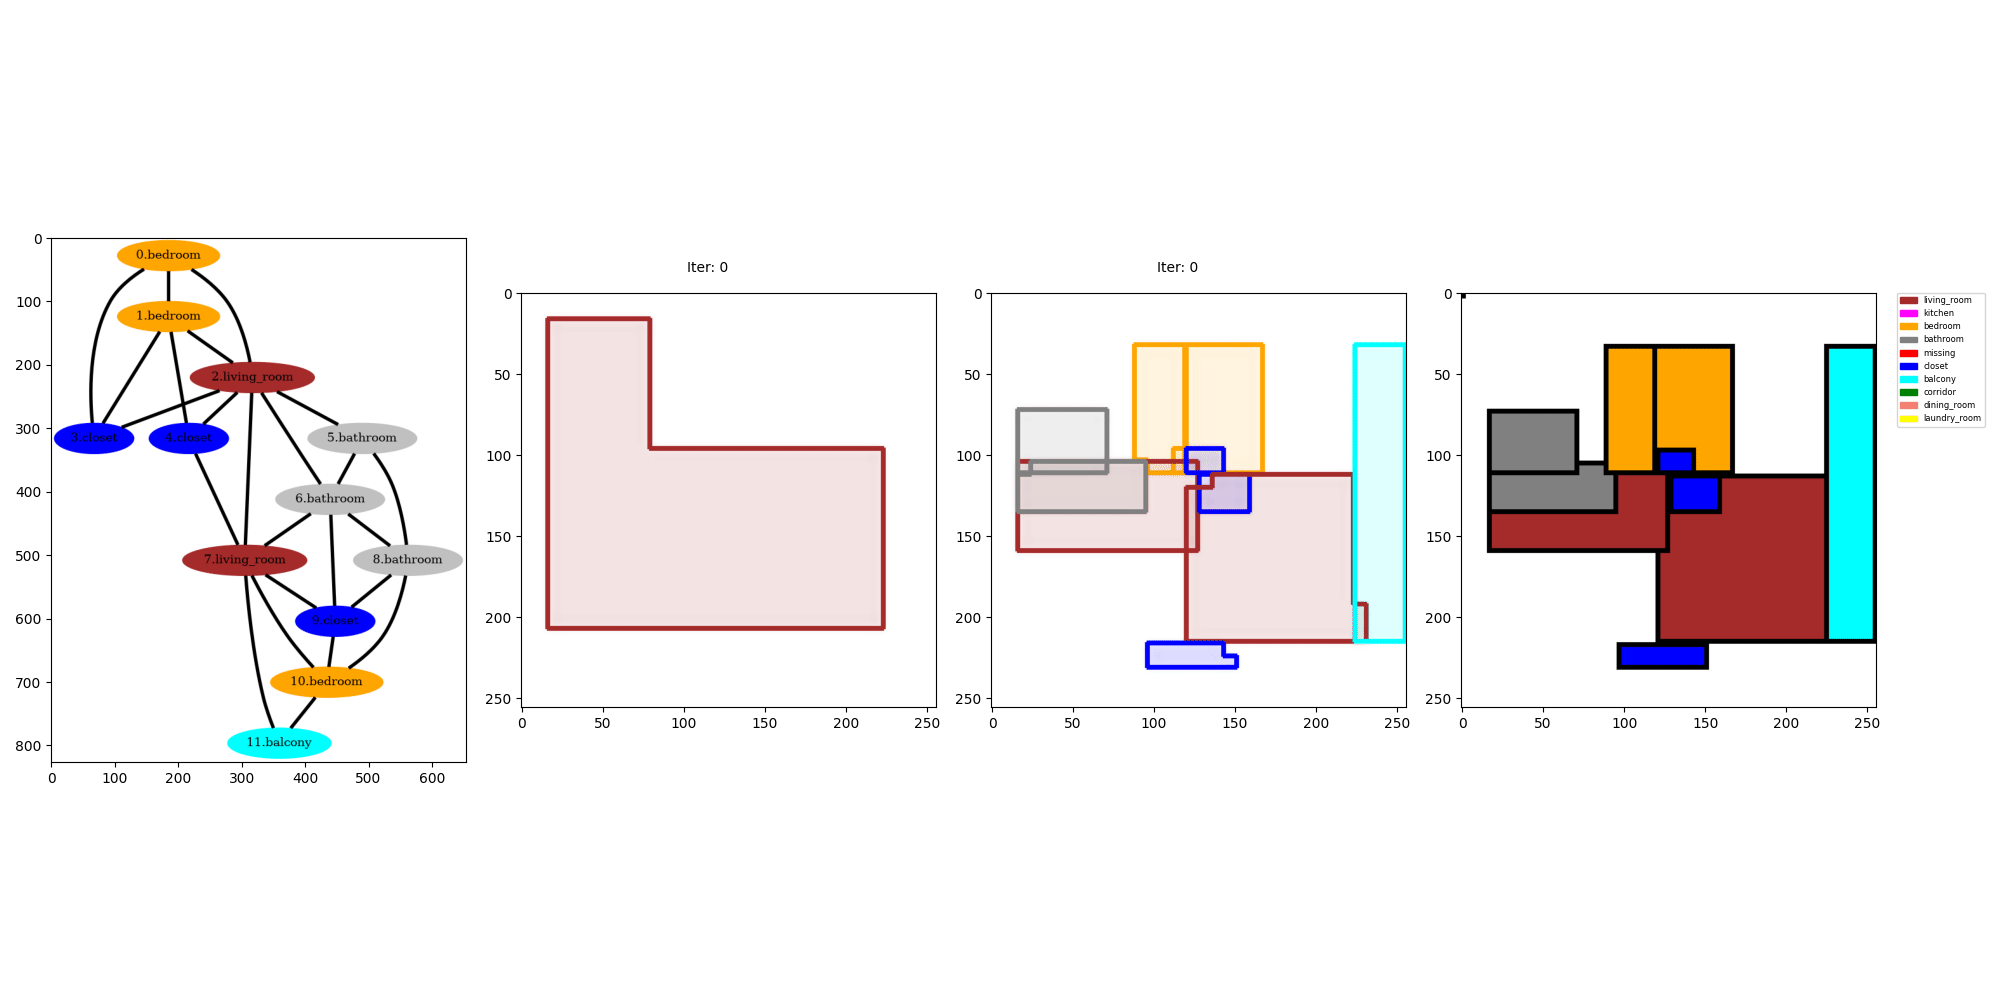 0
100
200
300
400
500
600
700
800
0.bedroom
1.bedroom
2.living_room
3.closet
4.closet
5.bathroom
6.bathroom
7.living_room
8.bathroom
9.closet
10.bedroom
11.balcony
0
100
200
300
400
500
600
Iter: 0
0
50
100
150
200
250
0
50
100
150
200
250
Iter: 0
0
50
100
150
200
250
0
50
100
150
200
250
0
50
100
150
200
250
0
50
100
150
200
250
living_room
kitchen
bedroom
bathroom
missing
closet
balcony
corridor
dining_room
laundry_room